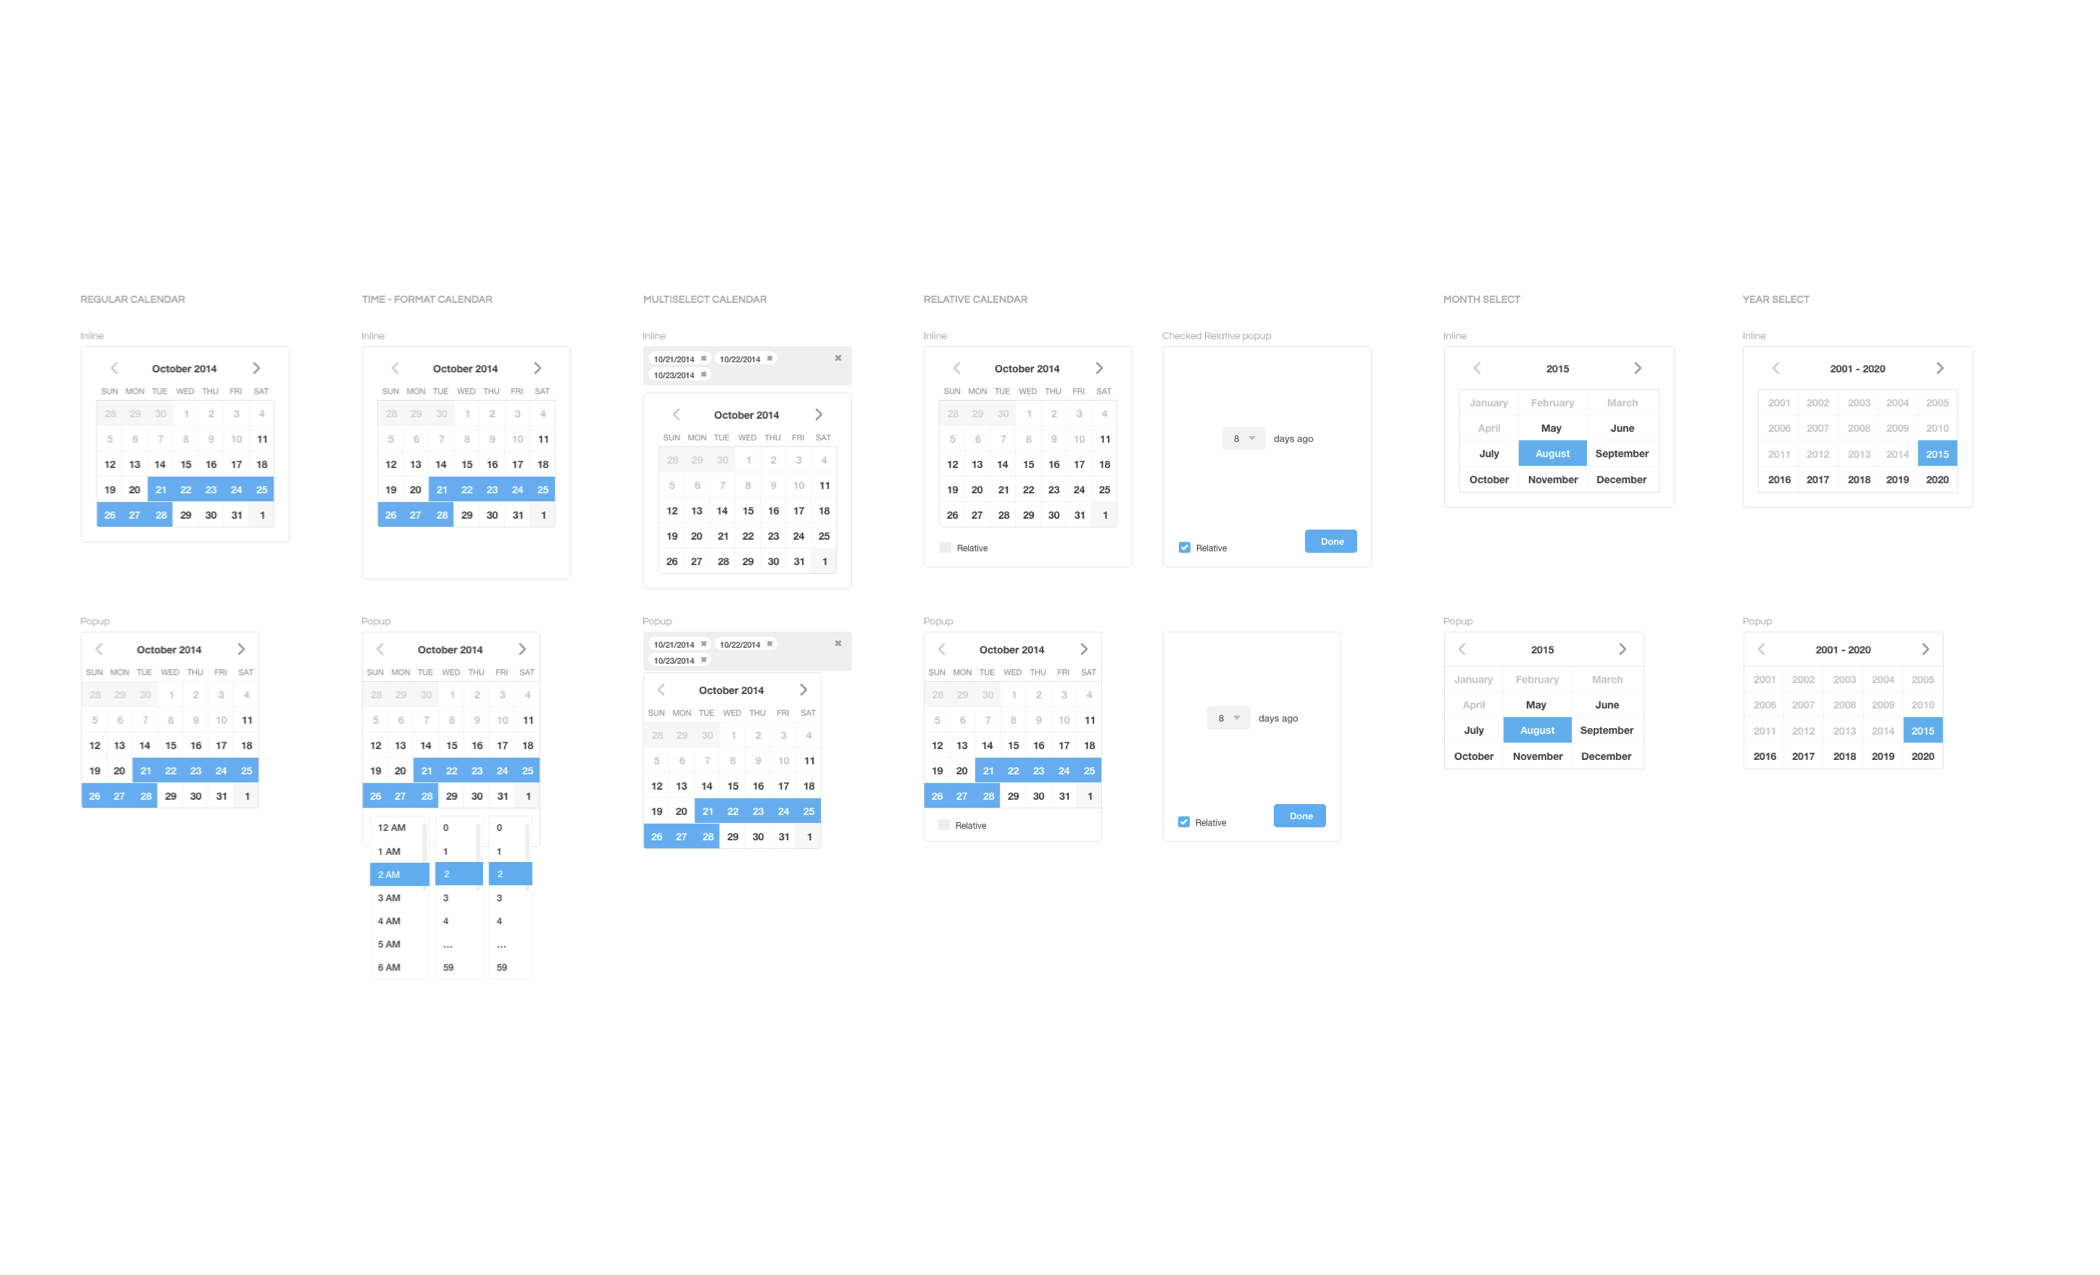 REGULAR CALENDAR
Inline
October 2014
SUN MON TUE WED THU FRI SAT
28 29 30 1 2 3 4
5 6 7 8 9 10 11
12 13 14 15 16 17 18
19 20 21 22 23 24 25
26 27 28 29 30 31 1
Popup
October 2014
SUN MON TUE WED THU FRI SAT
28 29 30 1 2 3 4
5 6 7 8 9 10 11
12 13 14 15 16 17 18
19 20 21 22 23 24 25
26 27 28 29 30 31 1
TIME - FORMAT CALENDAR
Inline
October 2014
SUN MON TUE WED THU FRI SAT
28 29 30 1 2 3 4
5 6 7 8 9 10 11
12 13 14 15 16 17 18
19 20 21 22 23 24 25
26 27 28 29 30 31 1
Popup
October 2014
SUN MON TUE WED THU FRI SAT
28 29 30 1 2 3 4
5 6 7 8 9 10 11
12 13 14 15 16 17 18
19 20 21 22 23 24 25
26 27 28 29 30 31 1
12 AM 0 0
1 AM 1 1
2 AM 2 2
3 AM 3 3
4 AM 4 4
5 AM ... ...
6 AM 59 59
MULTISELECT CALENDAR
Inline
10/21/2014 10/22/2014
10/23/2014
October 2014
SUN MON TUE WED THU FRI SAT
28 29 30 1 2 3 4
5 6 7 8 9 10 11
12 13 14 15 16 17 18
19 20 21 22 23 24 25
26 27 28 29 30 31 1
Popup
10/21/2014 10/22/2014
10/23/2014
October 2014
SUN MON TUE WED THU FRI SAT
28 29 30 1 2 3 4
5 6 7 8 9 10 11
12 13 14 15 16 17 18
19 20 21 22 23 24 25
26 27 28 29 30 31 1
RELATIVE CALENDAR
Inline
October 2014
SUN MON TUE WED THU FRI SAT
28 29 30 1 2 3 4
5 6 7 8 9 10 11
12 13 14 15 16 17 18
19 20 21 22 23 24 25
26 27 28 29 30 31 1
Relative
Checked Relative popup
8 days ago
Relative Done
Popup
October 2014
SUN MON TUE WED THU FRI SAT
28 29 30 1 2 3 4
5 6 7 8 9 10 11
12 13 14 15 16 17 18
19 20 21 22 23 24 25
26 27 28 29 30 31 1
Relative
8 days ago
Relative Done
MONTH SELECT
Inline
2015
January February March
April May June
July August September
October November December
Popup
2015
January February March
April May June
July August September
October November December
YEAR SELECT
Inline
2001 - 2020
2001 2002 2003 2004 2005
2006 2007 2008 2009 2010
2011 2012 2013 2014 2015
2016 2017 2018 2019 2020
Popup
2001 - 2020
2001 2002 2003 2004 2005
2006 2007 2008 2009 2010
2011 2012 2013 2014 2015
2016 2017 2018 2019 2020